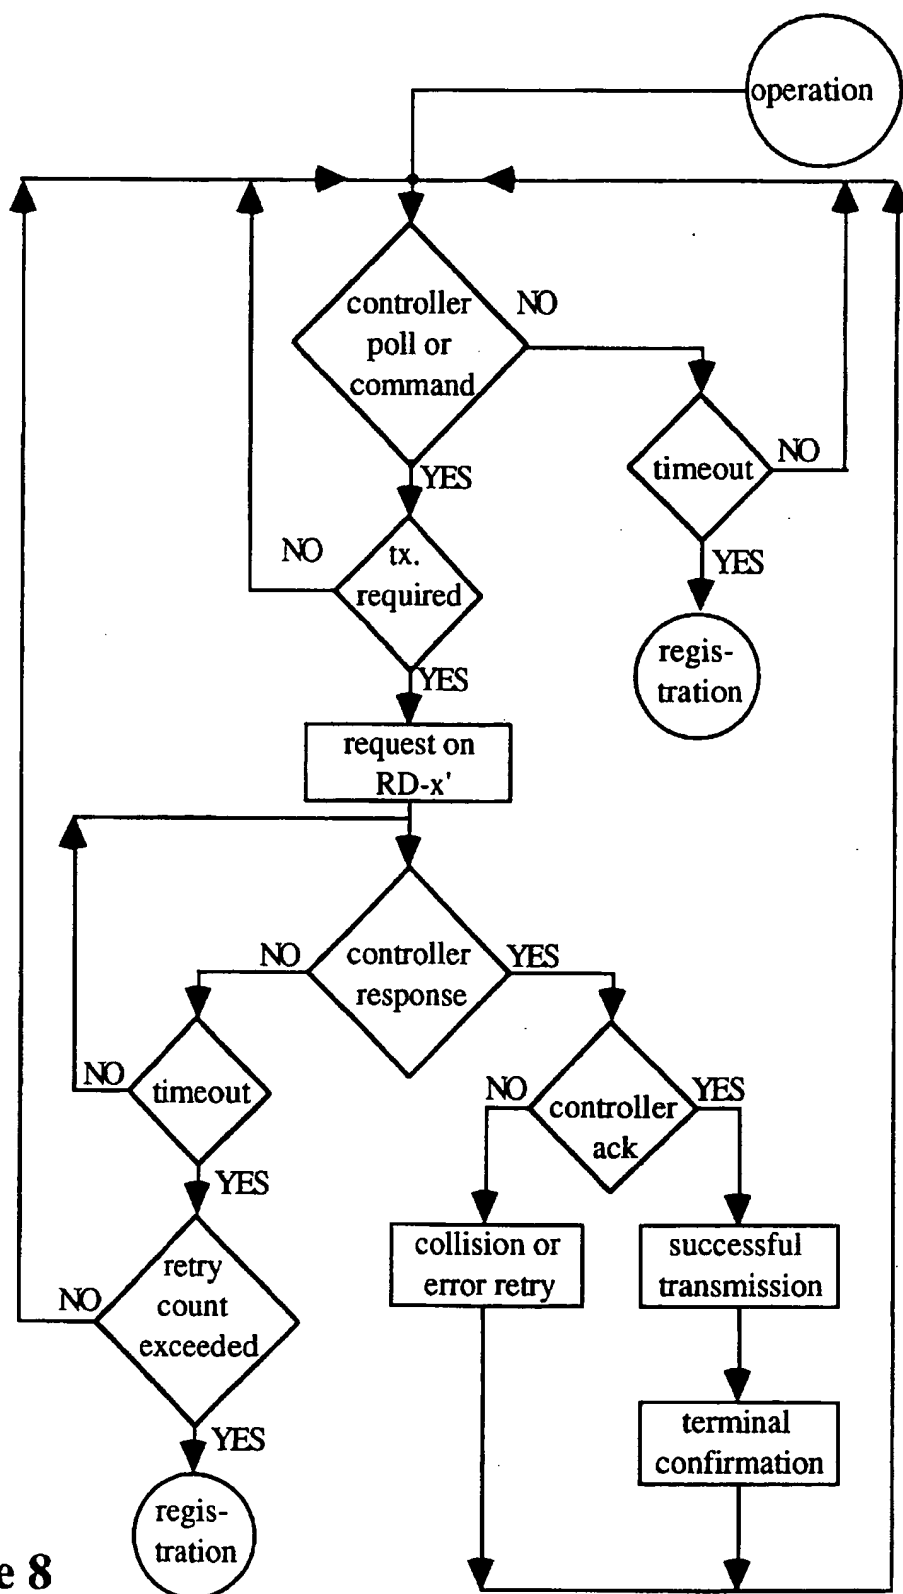 operation
controller
poll or
command
NO
YES
timeout
NO
YES
regis-
tration
tx.
required
NO
YES
request on
RD-x'
controller
response
NO
YES
timeout
NO
YES
controller
ack
NO
YES
retry
count
exceeded
NO
YES
collision or
error retry
successful
transmission
terminal
confirmation
regis-
tration
e 8